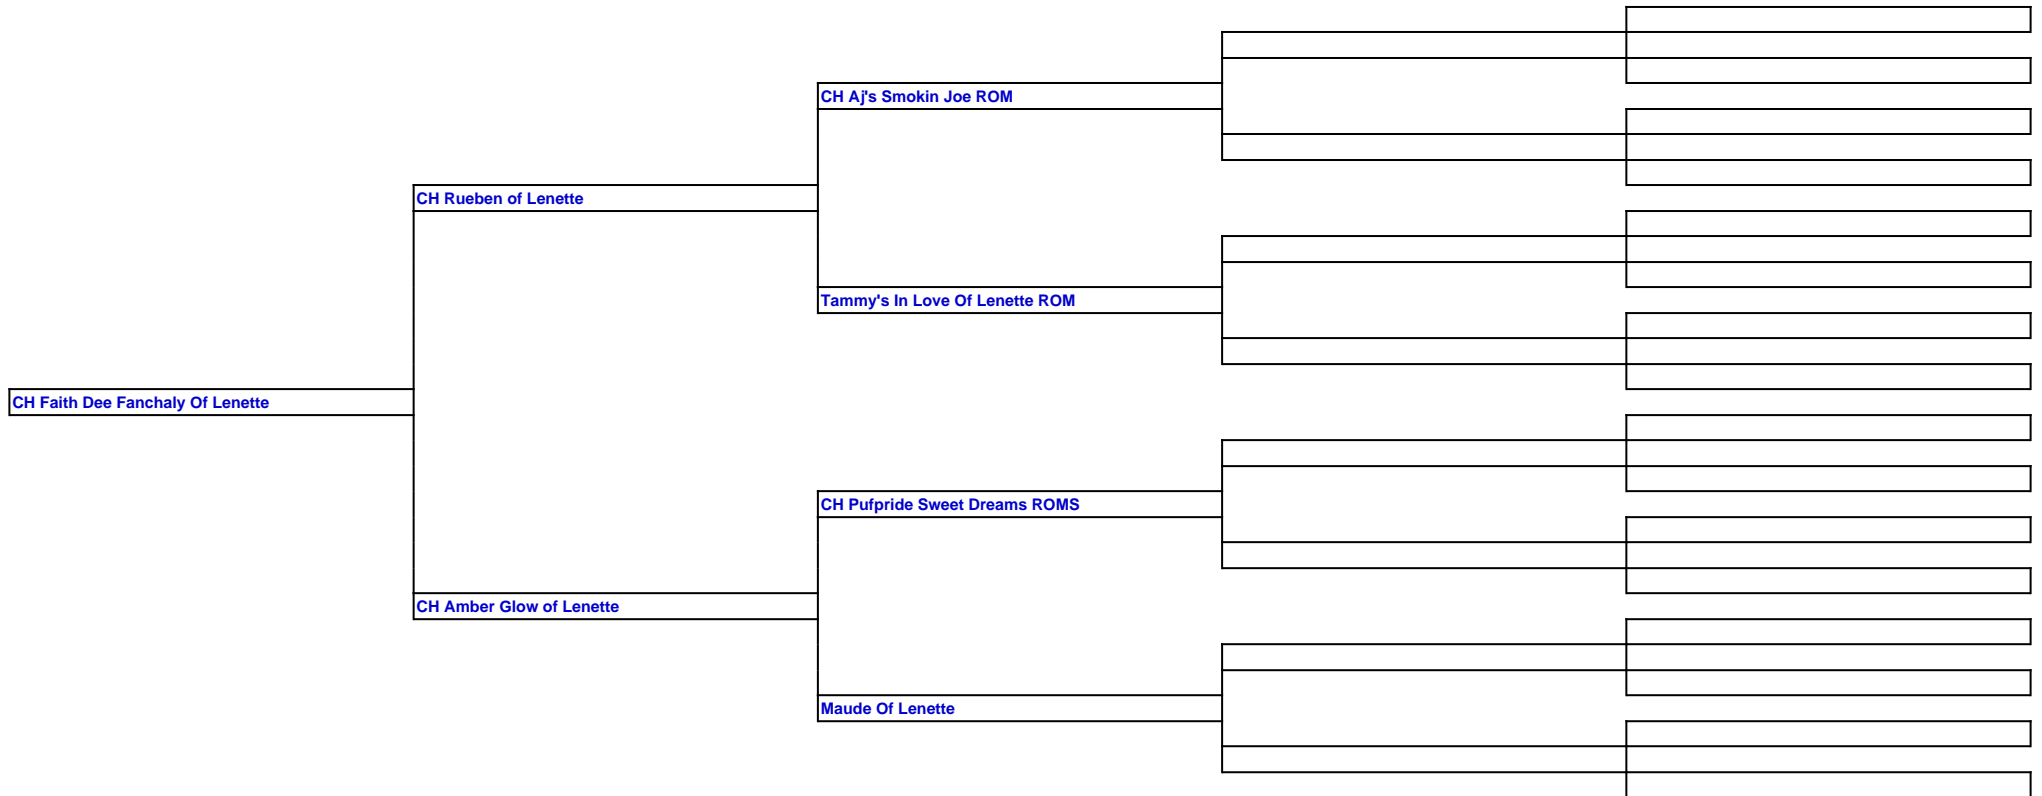 CH Aj's Smokin Joe ROM
CH Rueben of Lenette
Tammy's In Love Of Lenette ROM
CH Faith Dee Fanchaly Of Lenette
CH Pufpride Sweet Dreams ROMS
CH Amber Glow of Lenette
Maude Of Lenette